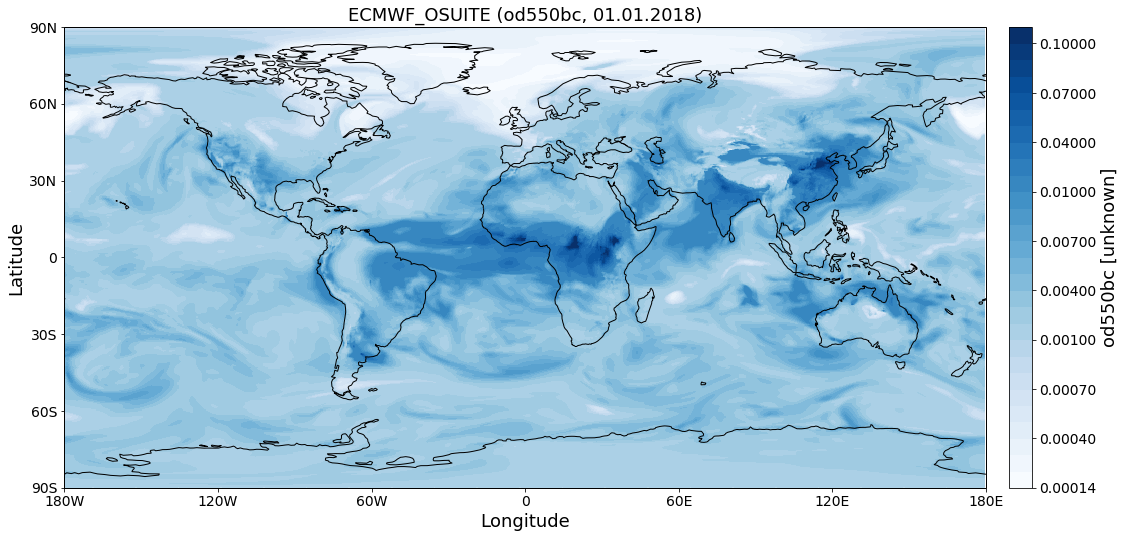 ECMWF_OSUITE (od550bc, 01.01.2018)
90N
60N
30N
0
30S
60S
90S
Latitude
180W
120W
60W
0
60E
120E
180E
Longitude
0.10000
0.07000
0.04000
0.01000
0.00700
0.00400
0.00100
0.00070
0.00040
0.00014
od550bc [unknown]